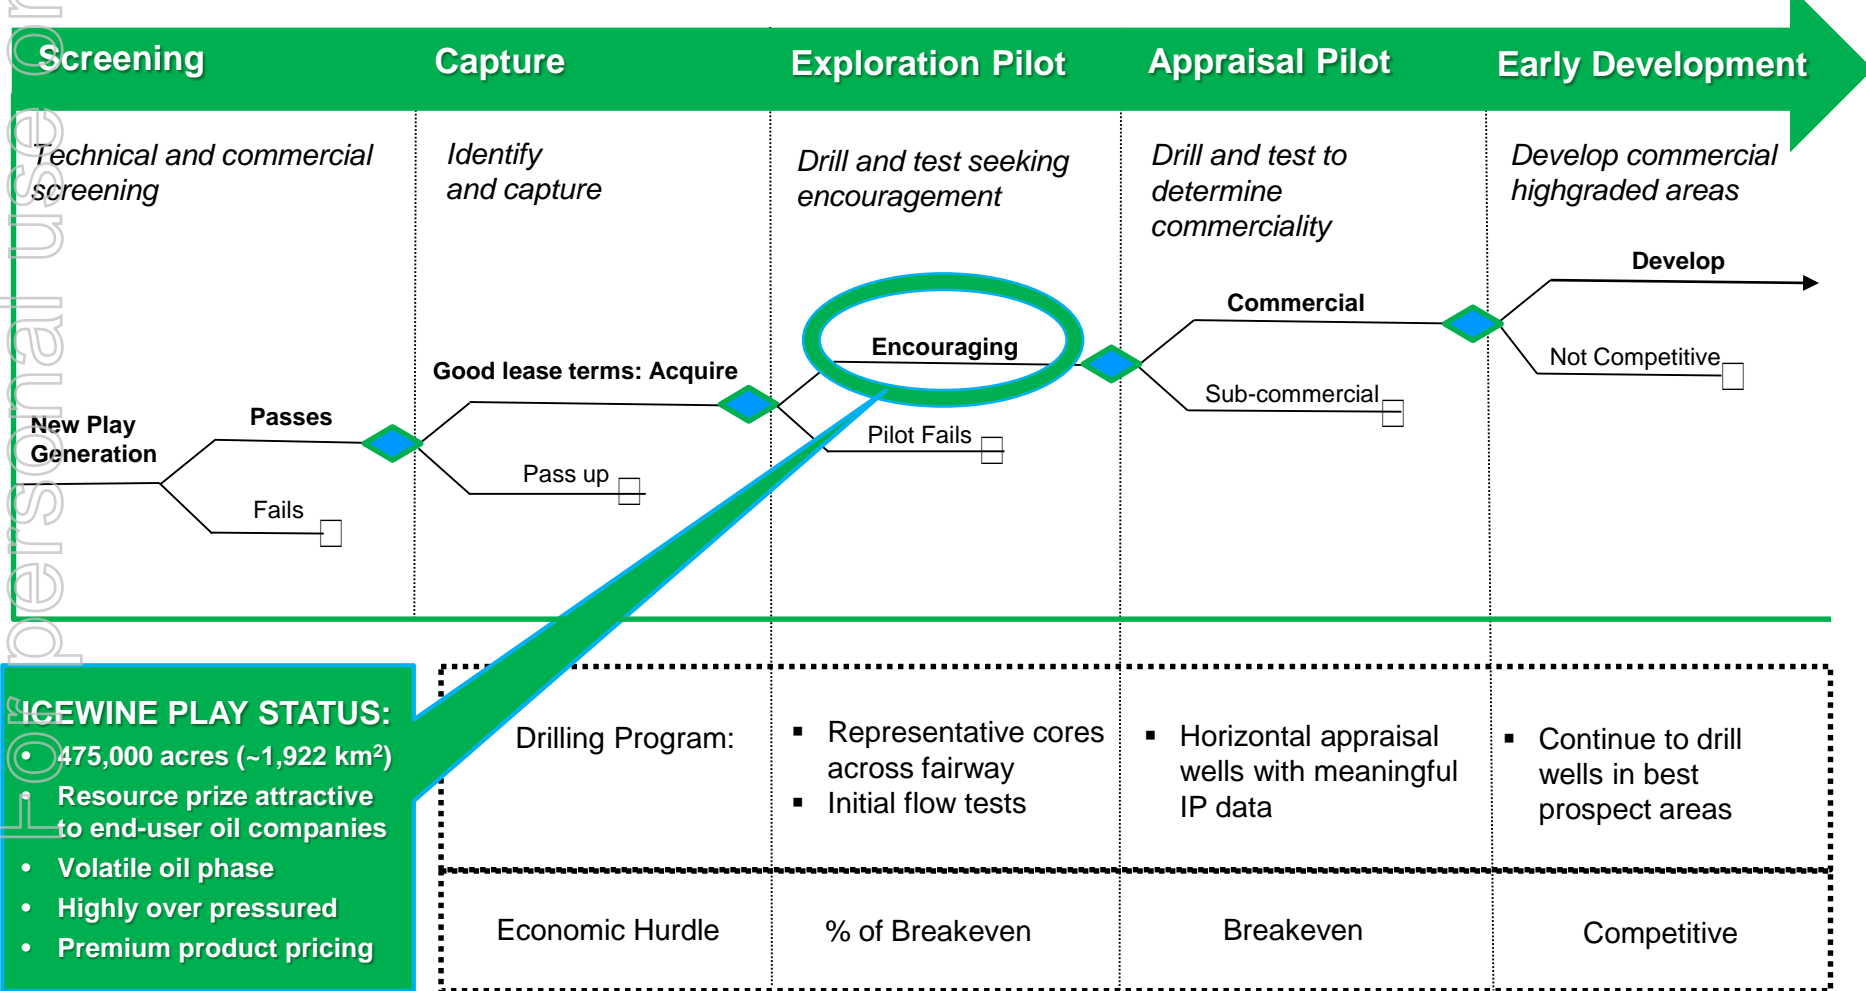 Screening
Capture
Exploration Pilot
Appraisal Pilot
Early Development
Technical and commercial
screening
Identify
and capture
Drill and test seeking
encouragement
Drill and test to
determine
commerciality
Develop commercial
highgraded areas
New Play
Generation
Passes
Fails
Good lease terms: Acquire
Pass up
Encouraging
Pilot Fails
Commercial
Sub-commercial
Develop
Not Competitive
ICEWINE PLAY STATUS:
• 475,000 acres (~1,922 km²)
• Resource prize attractive
to end-user oil companies
• Volatile oil phase
• Highly over pressured
• Premium product pricing
Drilling Program:
▪ Representative cores
across fairway
▪ Initial flow tests
▪ Horizontal appraisal
wells with meaningful
IP data
▪ Continue to drill
wells in best
prospect areas
Economic Hurdle
% of Breakeven
Breakeven
Competitive
For personal use